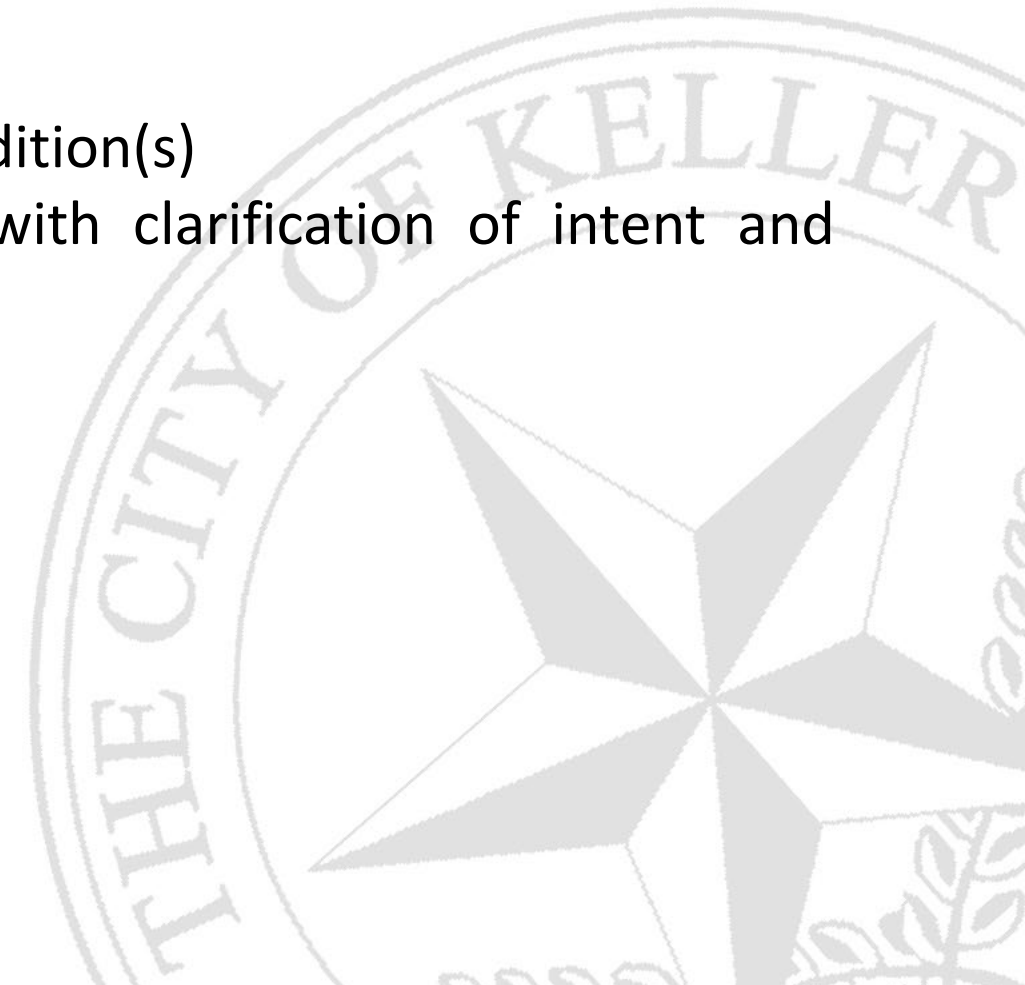 THE CITY OF KELLER
dition(s)
with clarification of intent and